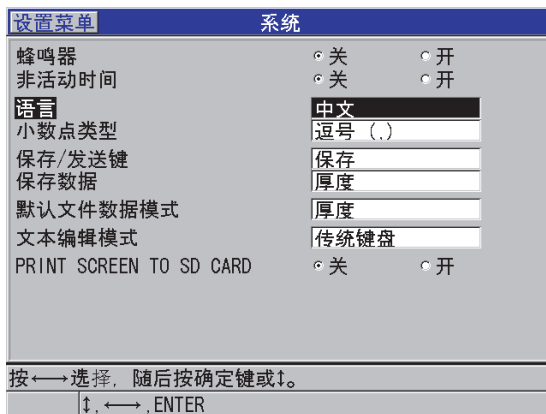 设置菜单 系统
蜂鸣器 关 开
非活动时间 关 开
语言 中文
小数点类型 逗号 (,)
保存/发送键 保存
保存数据 厚度
默认文件数据模式 厚度
文本编辑模式 传统键盘
PRINT SCREEN TO SD CARD 关 开
按←→选择, 随后按确定键或↕。
↕, ←→, ENTER